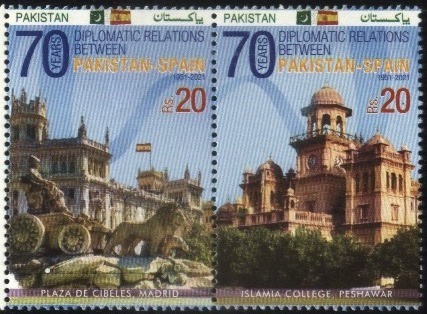 PAKISTAN پاکستان
70 YEARS DIPLOMATIC RELATIONS
BETWEEN
PAKISTAN-SPAIN
1951-2021
Rs.20
PLAZA DE CIBELES, MADRID
PAKISTAN پاکستان
70 YEARS DIPLOMATIC RELATIONS
BETWEEN
PAKISTAN-SPAIN
1951-2021
Rs.20
ISLAMIA COLLEGE, PESHAWAR